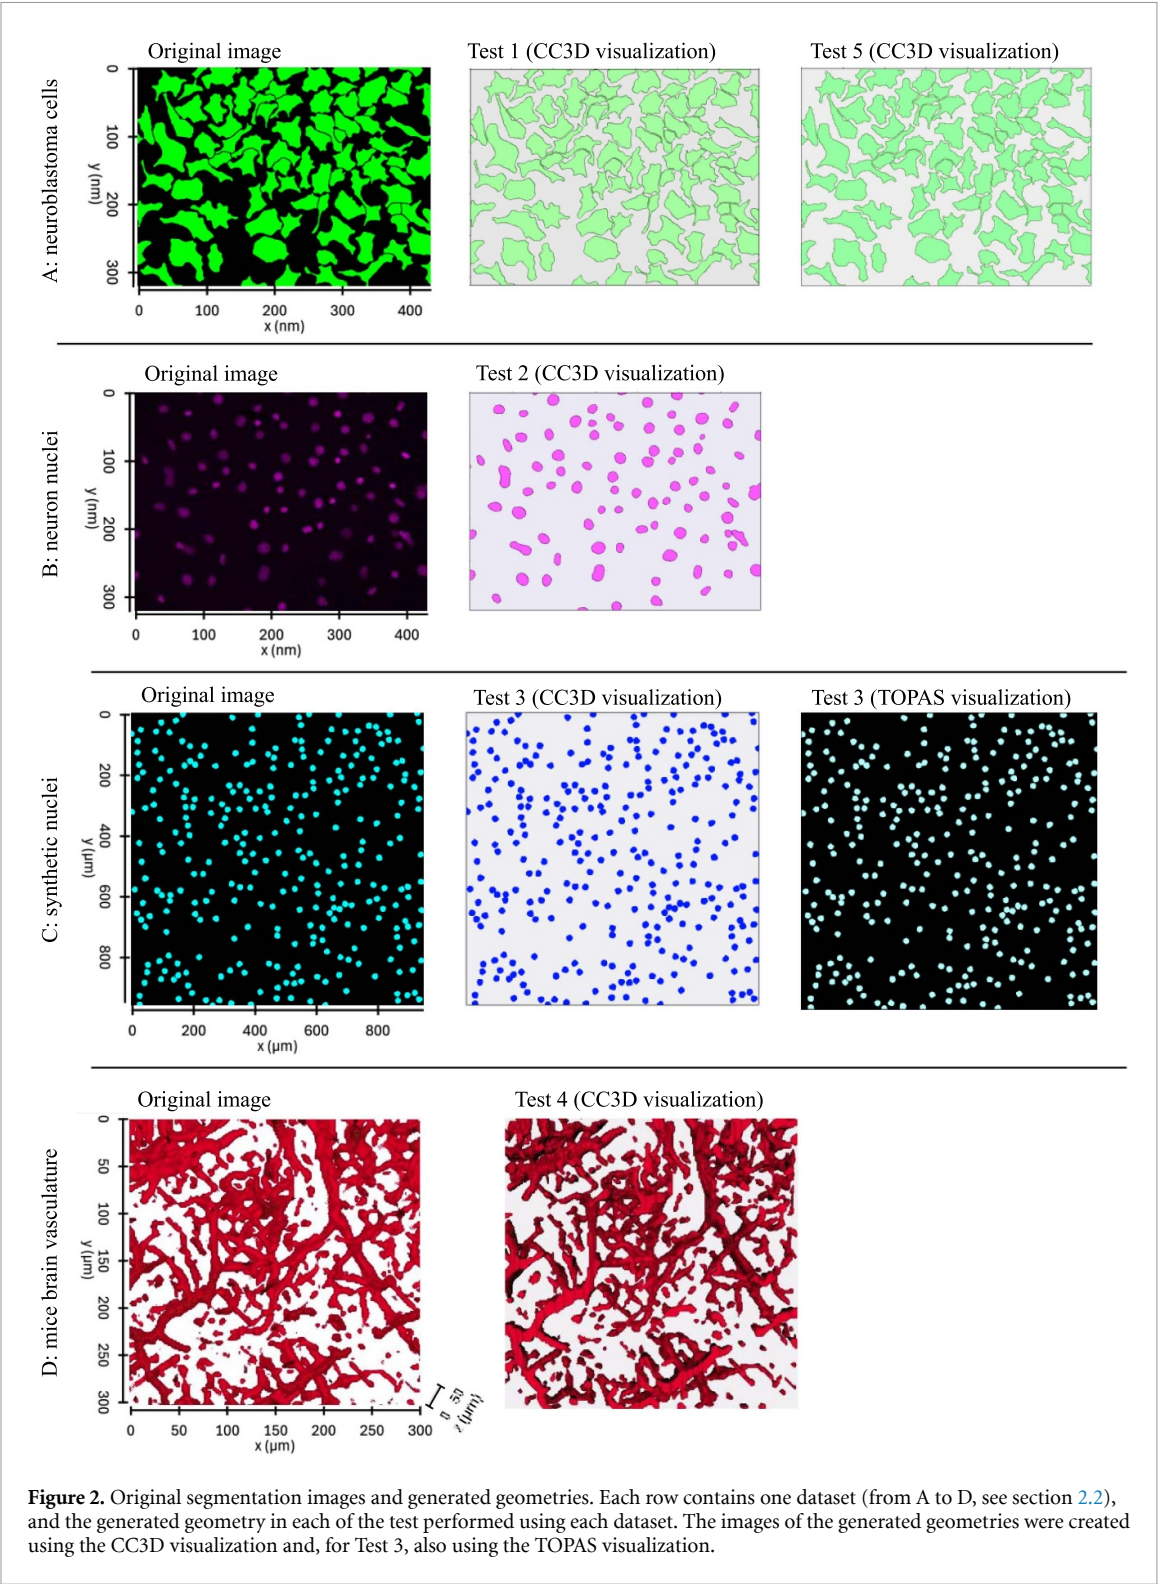 Original image
Test 1 (CC3D visualization)
Test 5 (CC3D visualization)
A: neuroblastoma cells
0
100
200
300
y (nm)
0 100 200 300 400
x (nm)
Original image
Test 2 (CC3D visualization)
B: neuron nuclei
0
100
200
300
y (nm)
0 100 200 300 400
x (nm)
Original image
Test 3 (CC3D visualization)
Test 3 (TOPAS visualization)
C: synthetic nuclei
0
200
400
600
800
y (μm)
0 200 400 600 800
x (μm)
Original image
Test 4 (CC3D visualization)
D: mice brain vasculature
0
50
100
150
200
250
300
y (μm)
0 50 100 150 200 250 300
x (μm)
0 50
z (μm)
Figure 2. Original segmentation images and generated geometries. Each row contains one dataset (from A to D, see section 2.2),
and the generated geometry in each of the test performed using each dataset. The images of the generated geometries were created
using the CC3D visualization and, for Test 3, also using the TOPAS visualization.